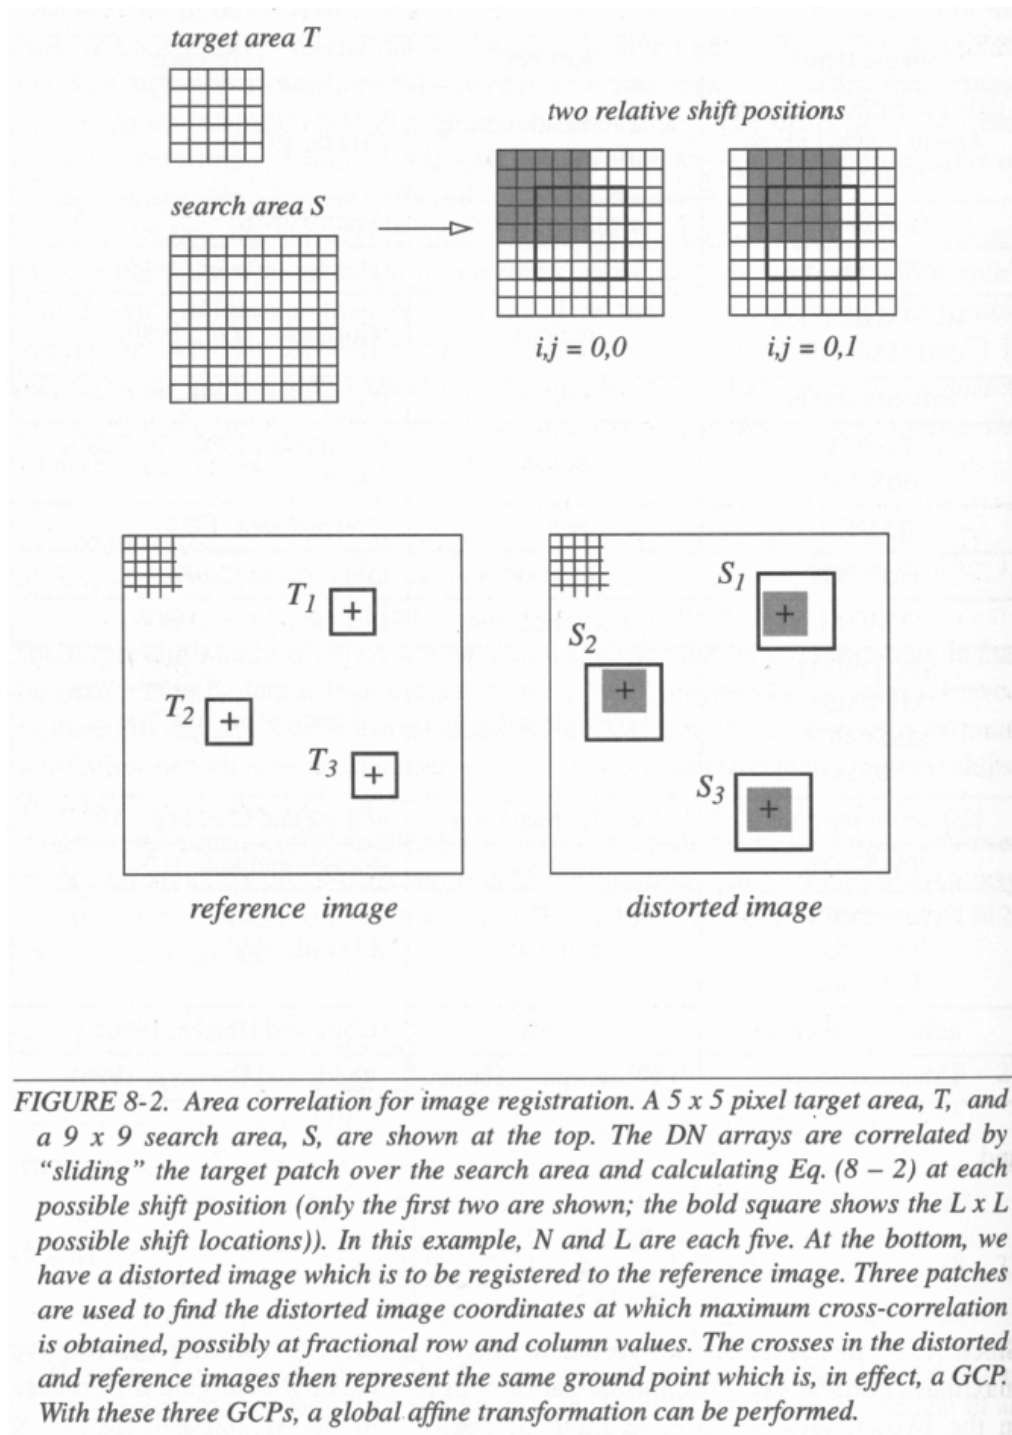 target area T
two relative shift positions
search area S
i,j = 0,0
i,j = 0,1
T1
S1
S2
T2
T3
S3
reference image
distorted image
FIGURE 8-2. Area correlation for image registration. A 5 x 5 pixel target area, T, and
a 9 x 9 search area, S, are shown at the top. The DN arrays are correlated by
“sliding” the target patch over the search area and calculating Eq. (8 – 2) at each
possible shift position (only the first two are shown; the bold square shows the L x L
possible shift locations)). In this example, N and L are each five. At the bottom, we
have a distorted image which is to be registered to the reference image. Three patches
are used to find the distorted image coordinates at which maximum cross-correlation
is obtained, possibly at fractional row and column values. The crosses in the distorted
and reference images then represent the same ground point which is, in effect, a GCP.
With these three GCPs, a global affine transformation can be performed.